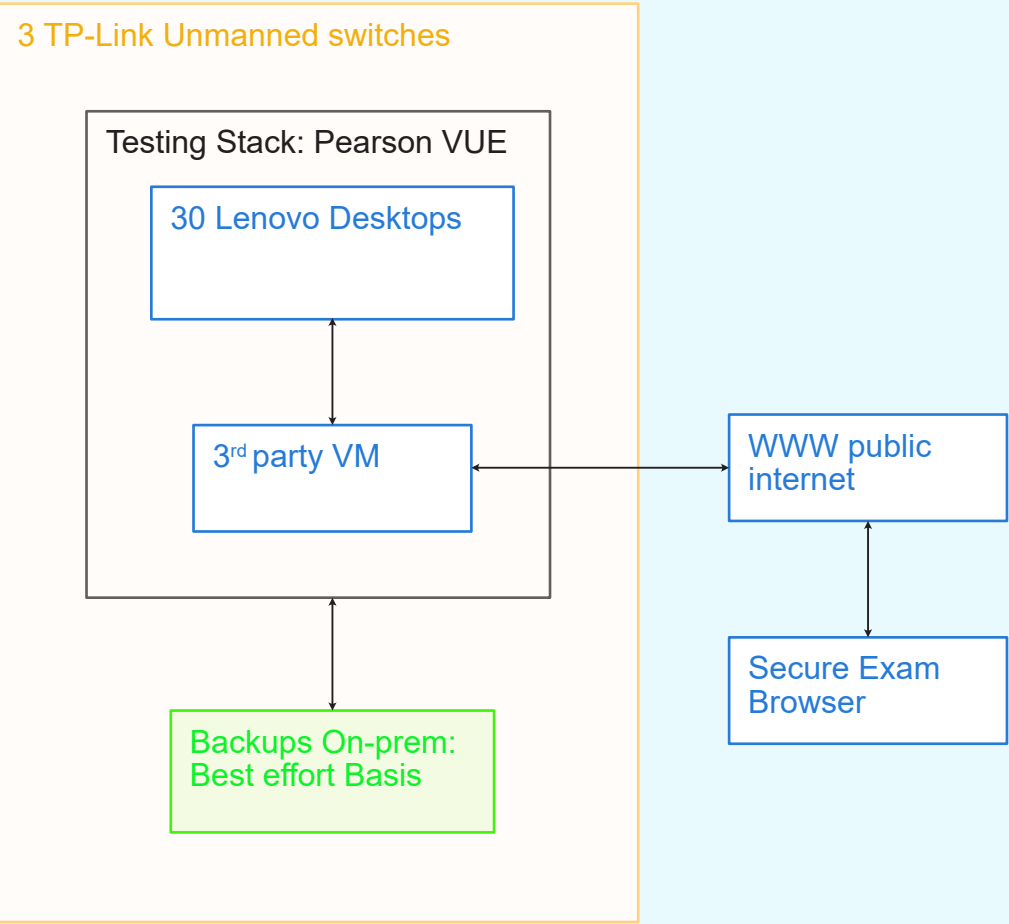 3 TP-Link Unmanned switches
Testing Stack: Pearson VUE
30 Lenovo Desktops
3rd party VM
WWW public
internet
Secure Exam
Browser
Backups On-prem:
Best effort Basis